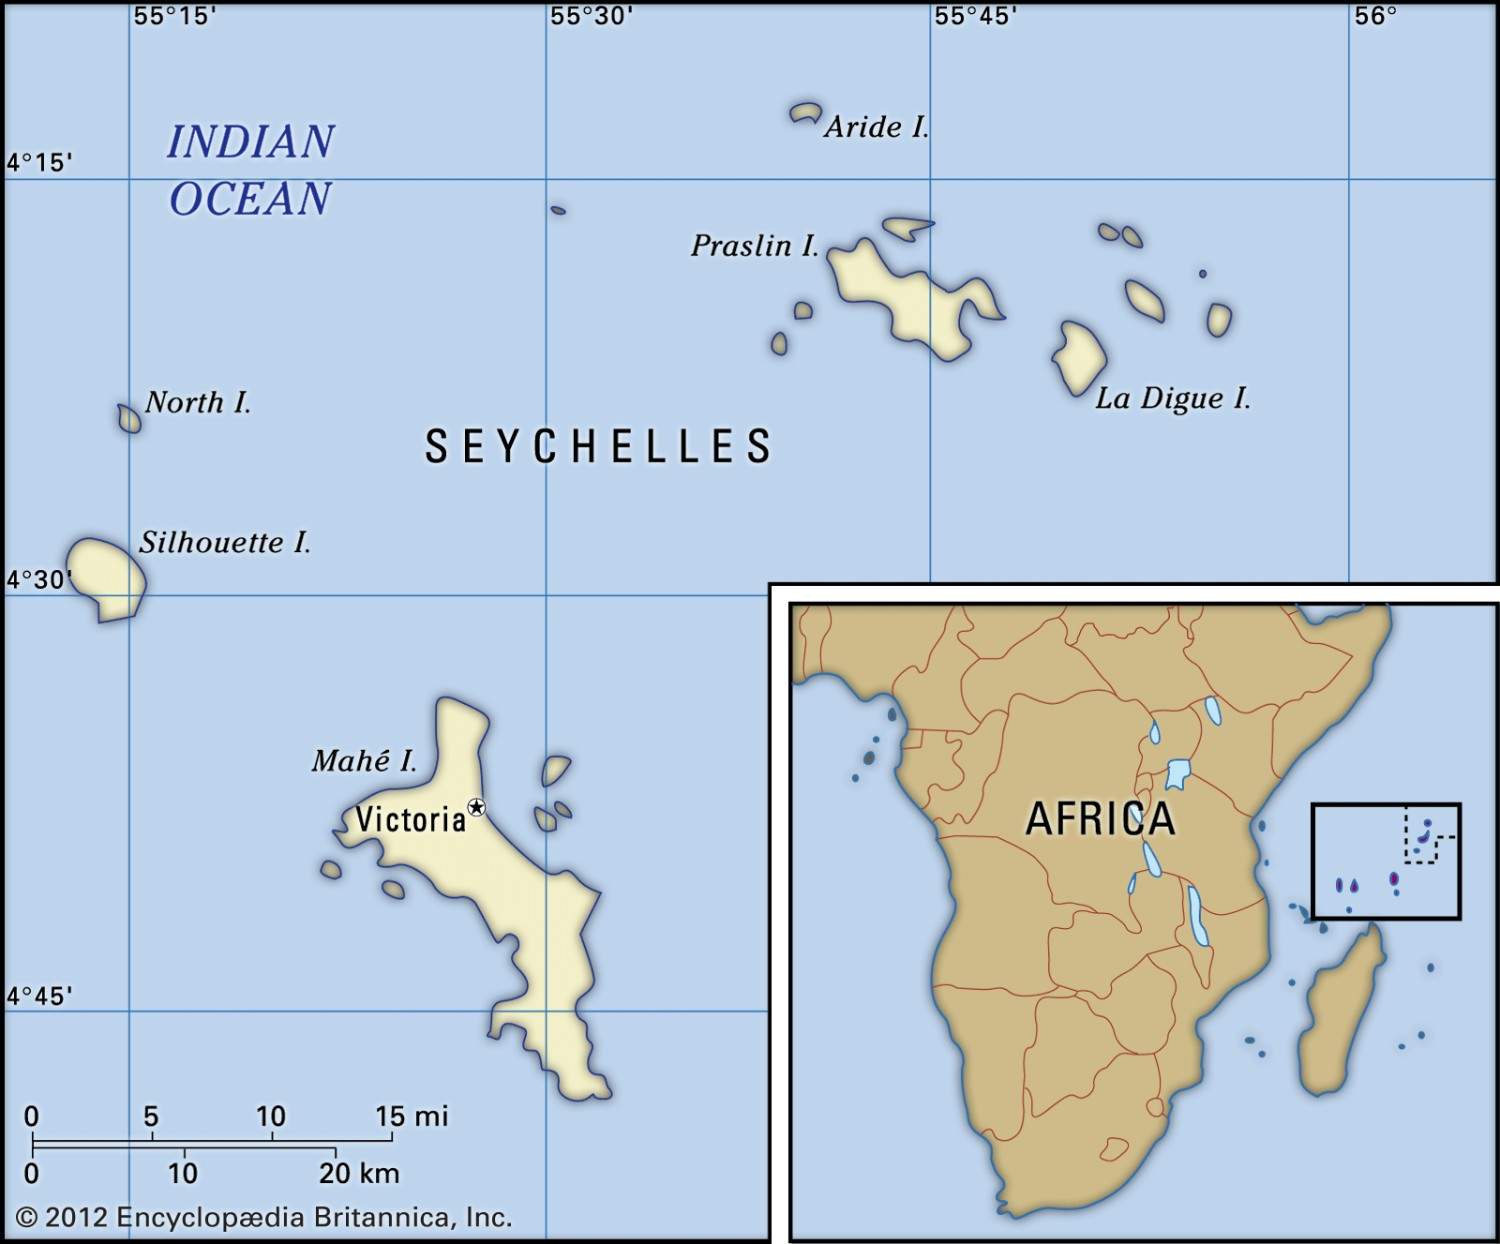 55°15'
55°30'
55°45'
56°
Aride I.
INDIAN
OCEAN
4°15'
Praslin I.
North I.
La Digue I.
SEYCHELLES
Silhouette I.
4°30'
Mahé I.
Victoria
AFRICA
4°45'
0 5 10 15 mi
0 10 20 km
© 2012 Encyclopædia Britannica, Inc.